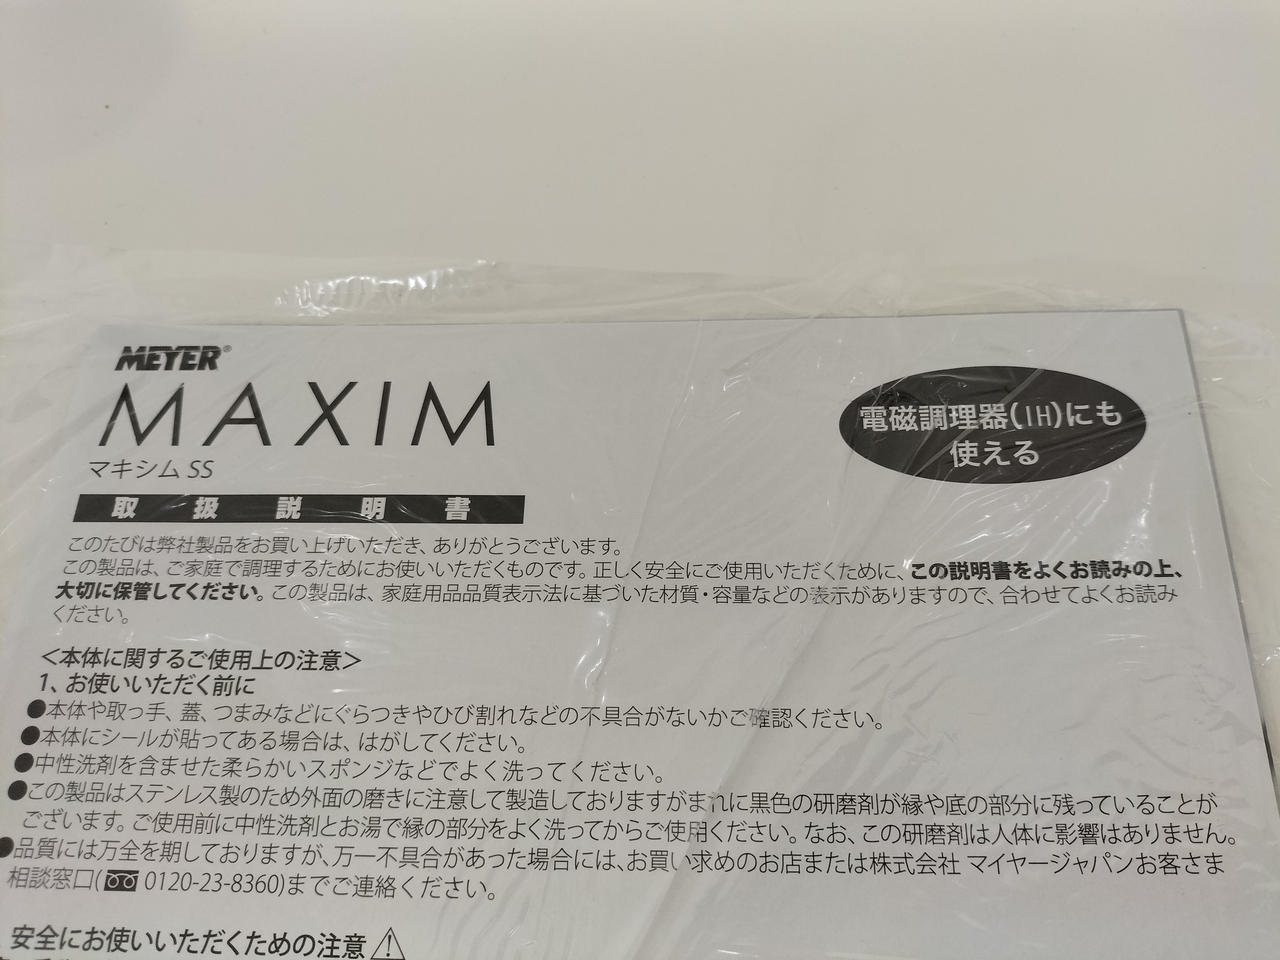 MEYER®
MAXIM
マキシム SS
電磁調理器(IH)にも
使える
取扱説明書
このたびは弊社製品をお買い上げいただき、ありがとうございます。
この製品は、ご家庭で調理するためにお使いいただくものです。正しく安全にご使用いただくために、この説明書をよくお読みの上、
大切に保管してください。この製品は、家庭用品品質表示法に基づいた材質・容量などの表示がありますので、合わせてよくお読み
ください。
＜本体に関するご使用上の注意＞
1、お使いいただく前に
●本体や取っ手、蓋、つまみなどにぐらつきやひび割れなどの不具合がないかご確認ください。
●本体にシールが貼ってある場合は、はがしてください。
●中性洗剤を含ませた柔らかいスポンジなどでよく洗ってください。
●この製品はステンレス製のため外面の磨きに注意して製造しておりますがまれに黒色の研磨剤が縁や底の部分に残っていることが
ございます。ご使用前に中性洗剤とお湯で縁の部分をよく洗ってからご使用ください。なお、この研磨剤は人体に影響はありません。
●品質には万全を期しておりますが、万一不具合があった場合には、お買い求めのお店または株式会社 マイヤージャパンお客さま
相談窓口( 0120-23-8360)までご連絡ください。
安全にお使いいただくための注意⚠